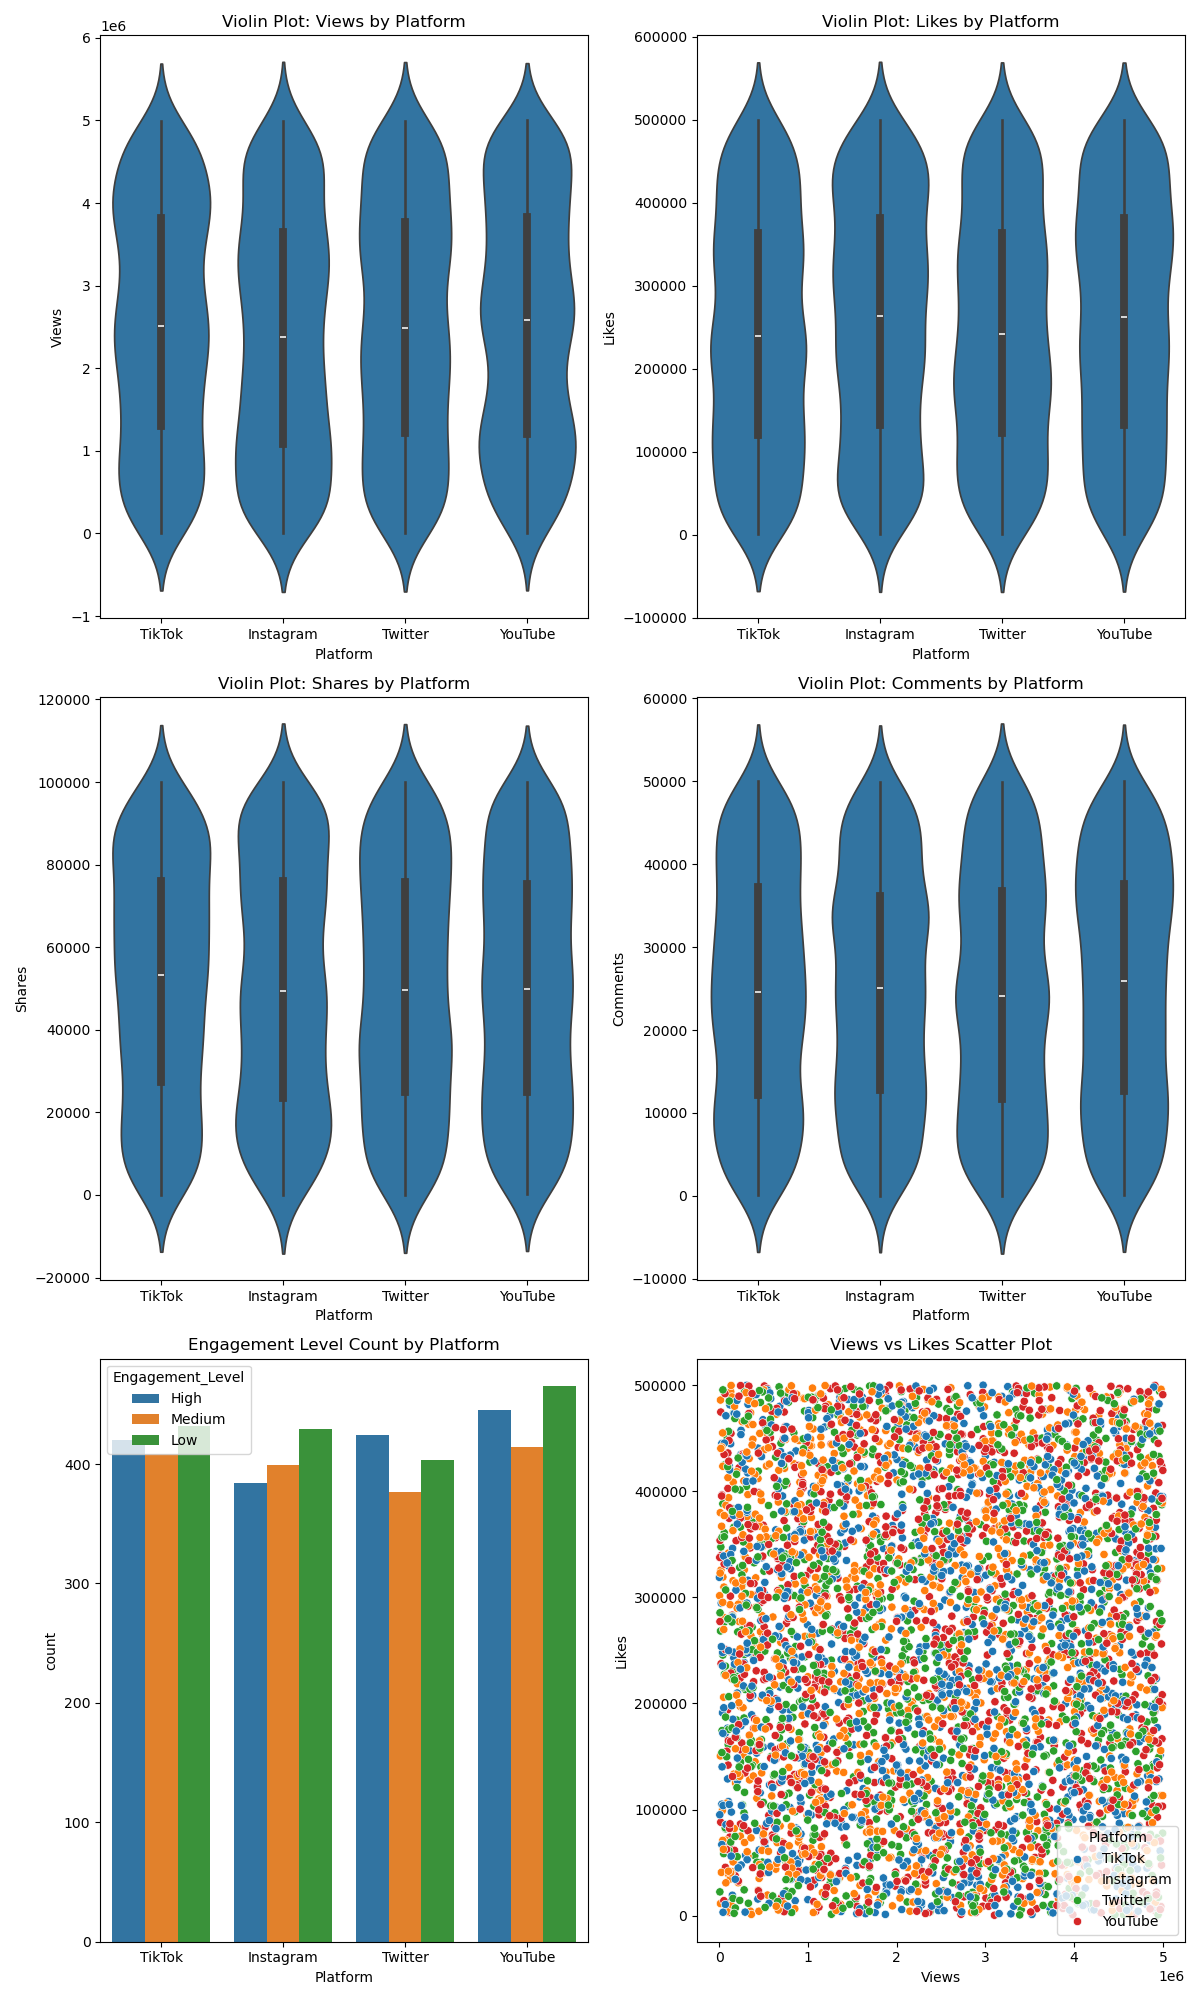 Violin Plot: Views by Platform
1e6
6
5
4
3
2
1
0
−1
Views
TikTok
Instagram
Twitter
YouTube
Platform
Violin Plot: Likes by Platform
600000
500000
400000
300000
200000
100000
0
−100000
Likes
TikTok
Instagram
Twitter
YouTube
Platform
Violin Plot: Shares by Platform
120000
100000
80000
60000
40000
20000
0
−20000
Shares
TikTok
Instagram
Twitter
YouTube
Platform
Violin Plot: Comments by Platform
60000
50000
40000
30000
20000
10000
0
−10000
Comments
TikTok
Instagram
Twitter
YouTube
Platform
Engagement Level Count by Platform
Engagement_Level
High
Medium
Low
400
300
200
100
0
count
TikTok
Instagram
Twitter
YouTube
Platform
Views vs Likes Scatter Plot
500000
400000
300000
200000
100000
0
Likes
Platform
TikTok
Instagram
Twitter
YouTube
0
1
2
3
4
5
1e6
Views